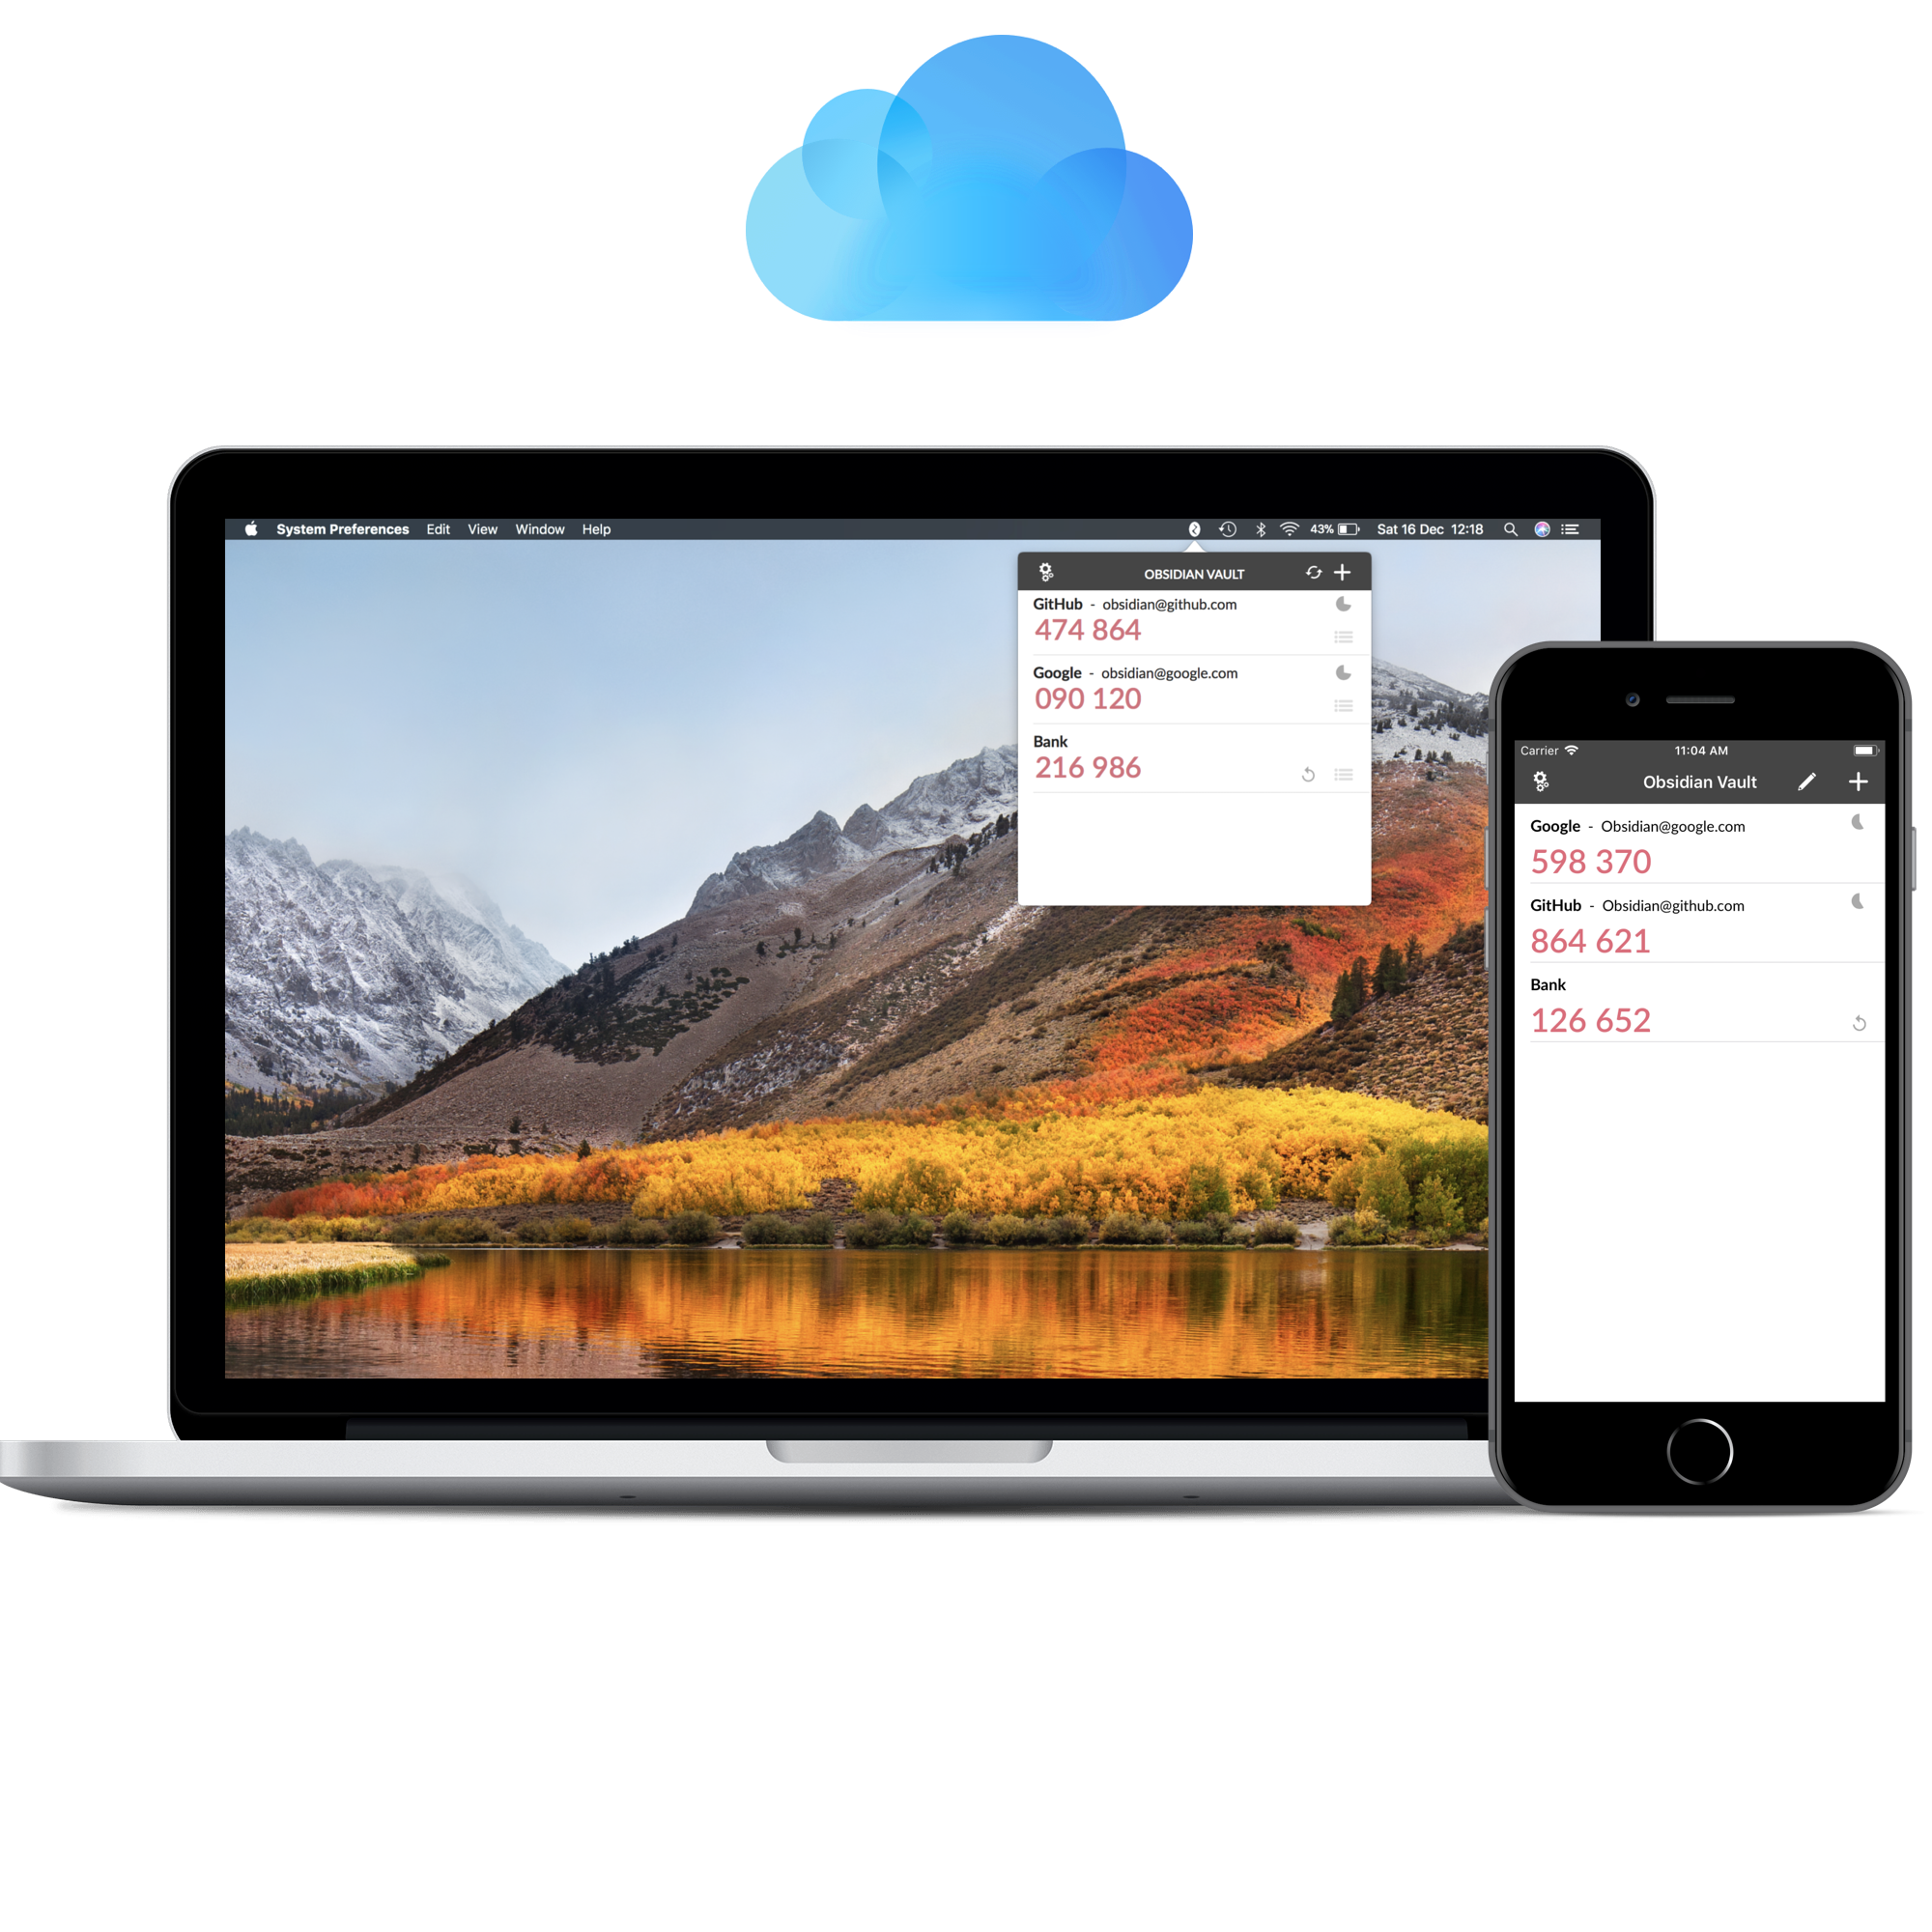 System Preferences Edit View Window Help 43% Sat 16 Dec 12:18
OBSIDIAN VAULT
GitHub - obsidian@github.com
474 864
Google - obsidian@google.com
090 120
Bank
216 986
Carrier 11:04 AM
Obsidian Vault
Google - Obsidian@google.com
598 370
GitHub - Obsidian@github.com
864 621
Bank
126 652